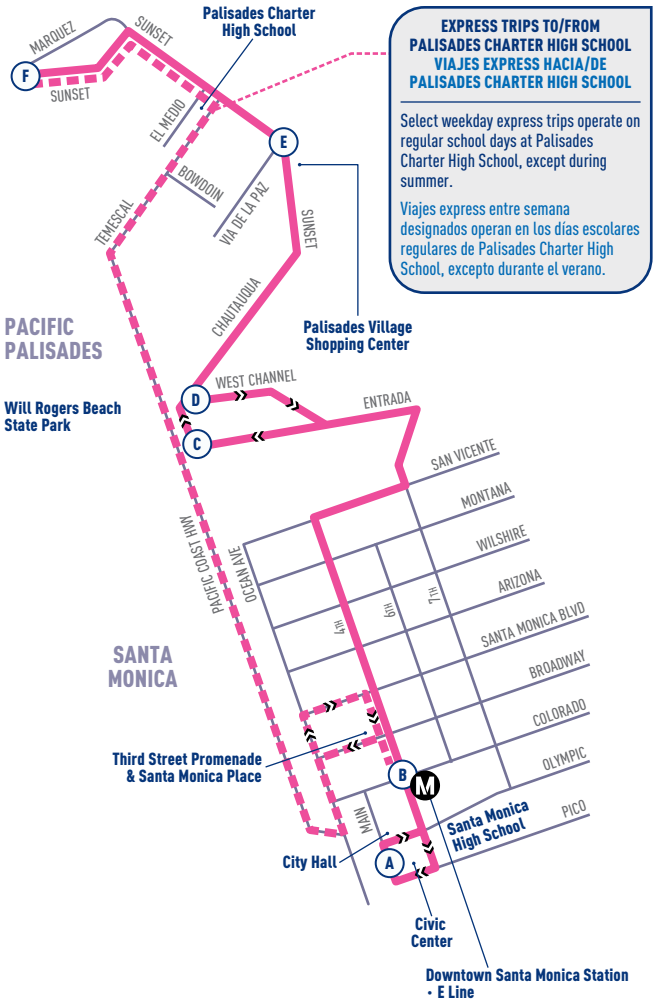 Palisades Charter
High School
MARQUEZ
SUNSET
F
SUNSET
EL MEDIO
E
BOWDOIN
VIA DE LA PAZ
TEMESCAL
SUNSET
CHAUTAUQUA
EXPRESS TRIPS TO/FROM
PALISADES CHARTER HIGH SCHOOL
VIAJES EXPRESS HACIA/DE
PALISADES CHARTER HIGH SCHOOL
Select weekday express trips operate on
regular school days at Palisades
Charter High School, except during
summer.
Viajes express entre semana
designados operan en los días escolares
regulares de Palisades Charter High
School, excepto durante el verano.
PACIFIC
PALISADES
Palisades Village
Shopping Center
Will Rogers Beach
State Park
D
WEST CHANNEL
ENTRADA
C
SAN VICENTE
MONTANA
WILSHIRE
ARIZONA
SANTA MONICA BLVD
BROADWAY
COLORADO
OLYMPIC
PICO
PACIFIC COAST HWY
OCEAN AVE
4TH
6TH
7TH
SANTA
MONICA
Third Street Promenade
& Santa Monica Place
B
M
MAIN
Santa Monica
High School
City Hall
A
Civic
Center
Downtown Santa Monica Station
• E Line